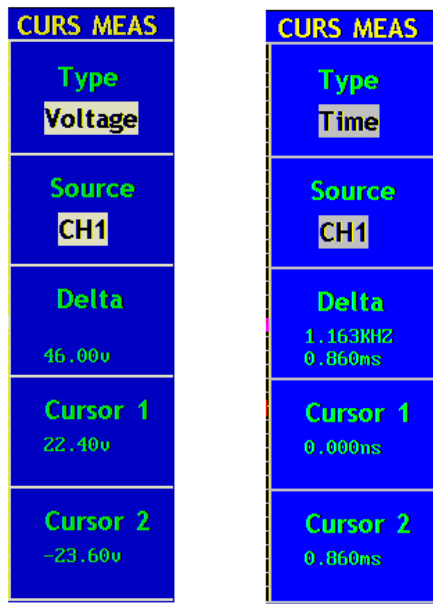 CURS MEAS
Type
Voltage
Source
CH1
Delta
46.00v
Cursor 1
22.40v
Cursor 2
-23.60v
CURS MEAS
Type
Time
Source
CH1
Delta
1.163KHZ
0.860ms
Cursor 1
0.000ns
Cursor 2
0.860ms